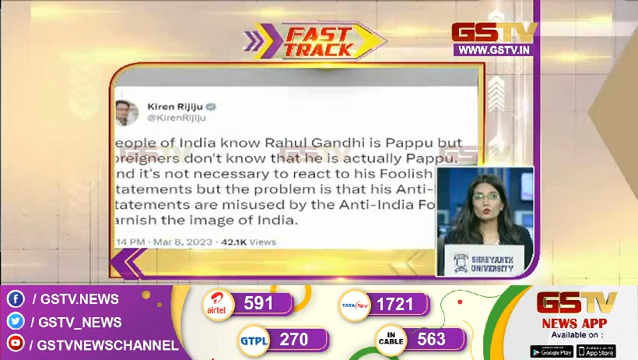 FAST
TRACK
GSTV
WWW.GSTV.IN
Kiren Rijiju
@KirenRijiju
eople of India know Rahul Gandhi is Pappu but
oreigners don't know that he is actually Pappu.
nd it's not necessary to react to his Foolish
tatements but the problem is that his Anti-
tatements are misused by the Anti-India Fo
arnish the image of India.
14 PM · Mar 8, 2023 · 42.1K Views
SHREYARTH
UNIVERSITY
/ GSTV.NEWS
/ GSTV_NEWS
/ GSTVNEWSCHANNEL
airtel 591
TATA Play 1721
GTPL 270
IN CABLE 563
GSTV
NEWS APP
Available on :
Google Play App Store